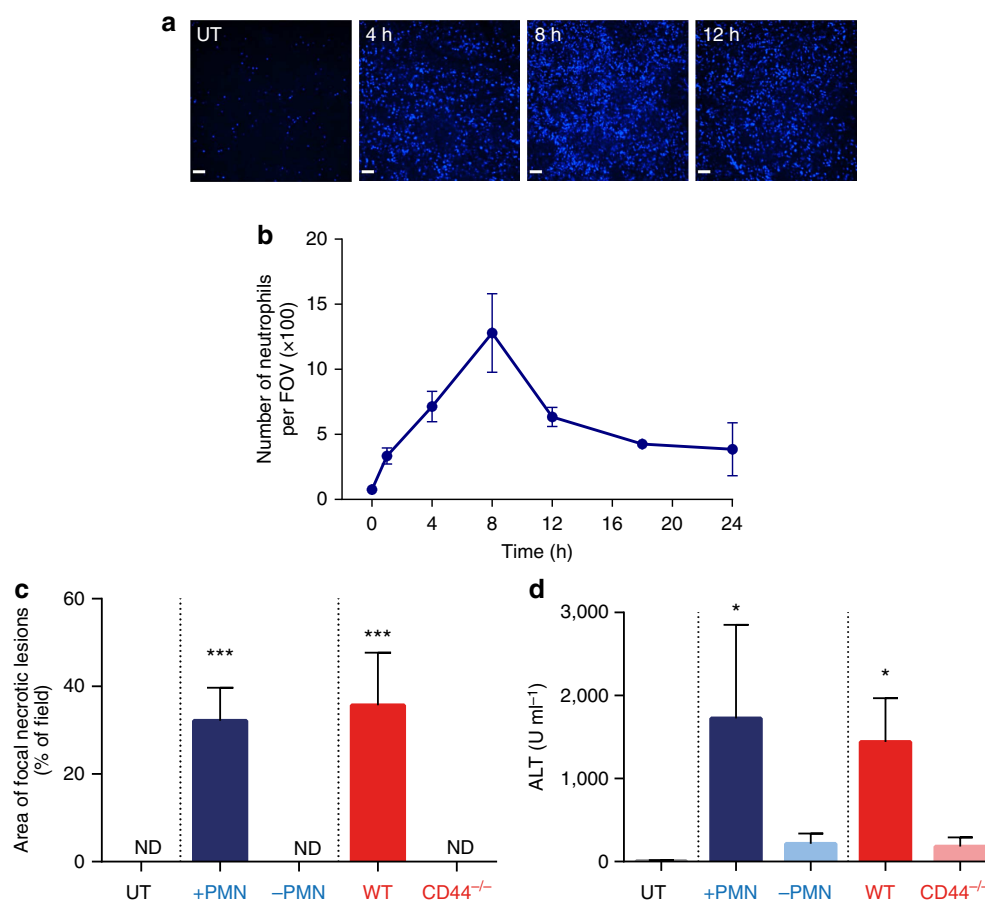 a
UT
4 h
8 h
12 h
b
Number of neutrophils
per FOV (×100)
20
15
10
5
0
0 4 8 12 16 20 24
Time (h)
c
Area of focal necrotic lesions
(% of field)
60
40
20
0
*** ***
ND ND ND
UT +PMN –PMN WT CD44⁻/⁻
d
ALT (U ml⁻¹)
3,000
2,000
1,000
0
* *
UT +PMN –PMN WT CD44⁻/⁻